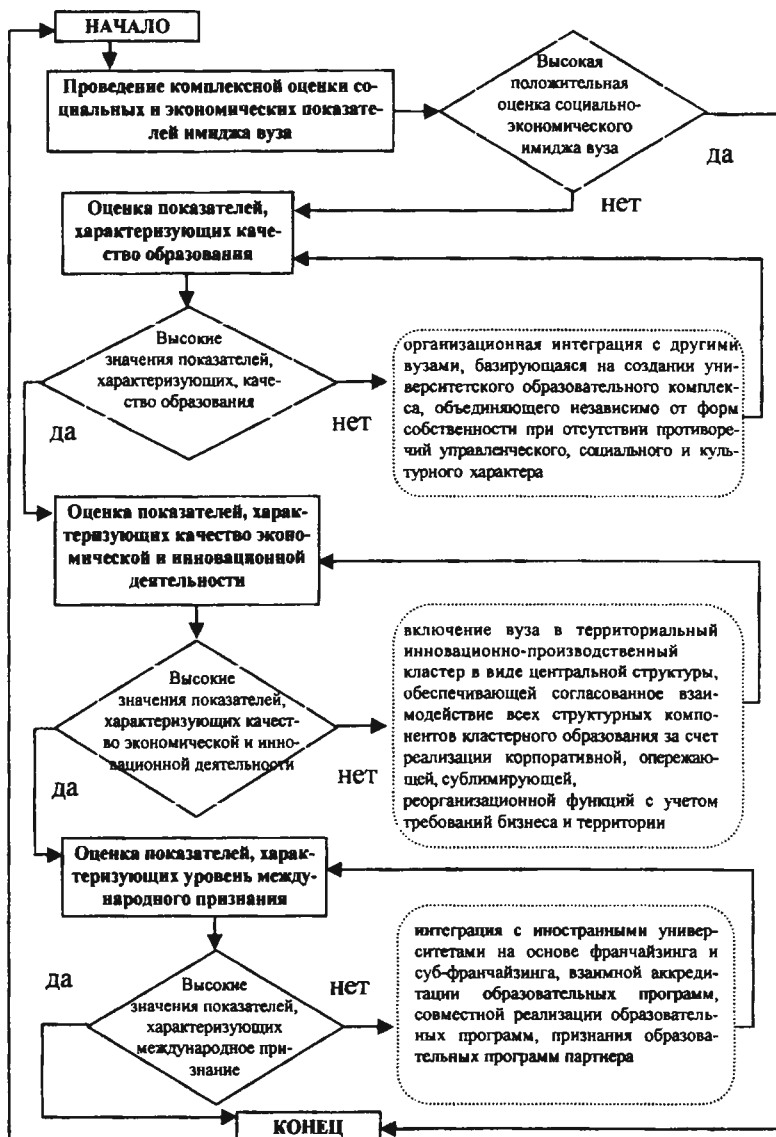 НАЧАЛО
Проведение комплексной оценки со-
циальных и экономических показате-
лей имиджа вуза
Высокая
положительная
оценка социально-
экономического
имиджа вуза
да
нет
Оценка показателей,
характеризующих каче-
ство образования
Высокие
значения показателей,
характеризующих, каче-
ство образования
да
нет
организационная интеграция с другими
вузами, базирующаяся на создании уни-
верситетского образовательного комплек-
са, объединяющего независимо от форм
собственности при отсутствии противоре-
чий управленческого, социального и куль-
турного характера
Оценка показателей, харак-
теризующих качество эконо-
мической и инновационной
деятельности
Высокие
значения показателей,
характеризующих качест-
во экономической и инно-
вационной деятельности
да
нет
включение вуза в территориальный
инновационно-производственный
кластер в виде центральной структуры,
обеспечивающей согласованное взаи-
модействие всех структурных компо-
нентов кластерного образования за счет
реализации корпоративной, опережаю-
щей, сублимирующей,
реорганизационной функций с учетом
требований бизнеса и территории
Оценка показателей, харак-
теризующих уровень между-
народного признания
Высокие
значения показателей,
характеризующих
международное при-
знание
да
нет
интеграция с иностранными универ-
ситетами на основе франчайзинга и
суб-франчайзинга, взаимной аккреди-
тации образовательных программ,
совместной реализации образователь-
ных программ, признания образова-
тельных программ партнера
КОНЕЦ